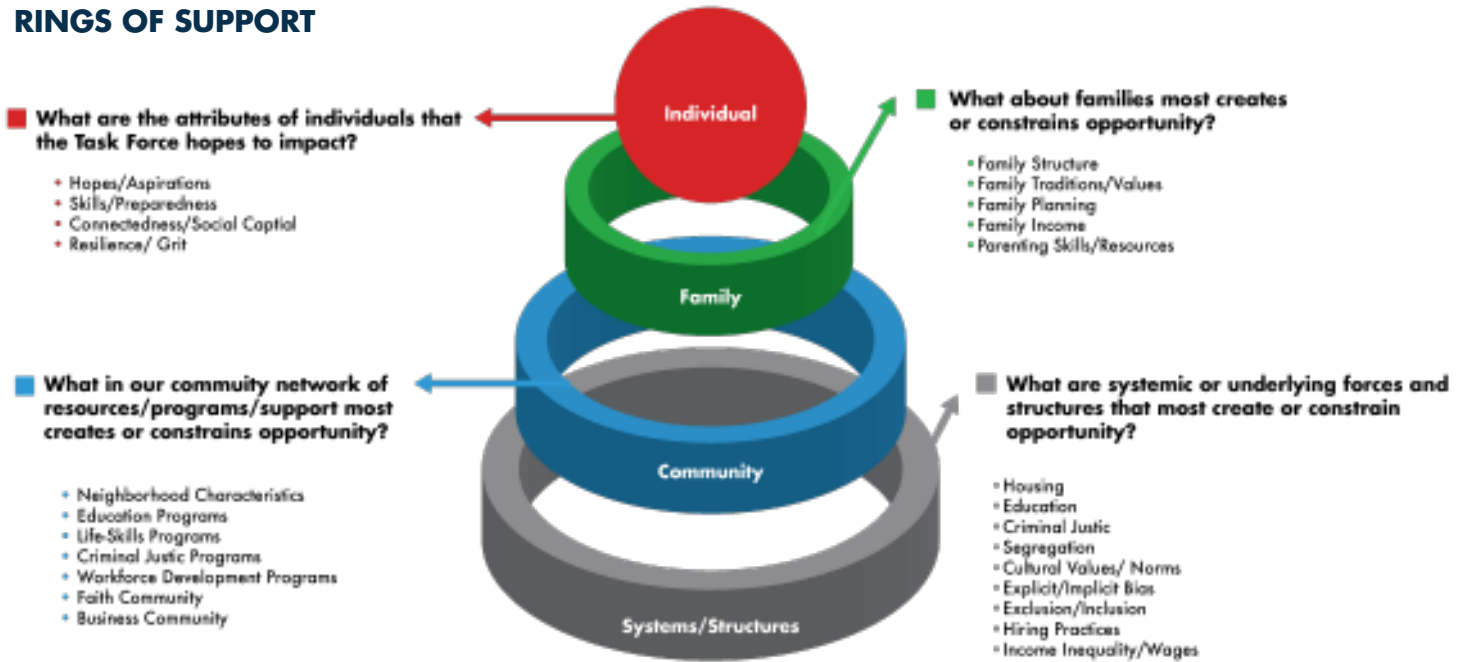 RINGS OF SUPPORT
Individual
What are the attributes of individuals that
the Task Force hopes to impact?
• Hopes/Aspirations
• Skills/Preparedness
• Connectedness/Social Captial
• Resilience/ Grit
What about families most creates
or constrains opportunity?
• Family Structure
• Family Traditions/Values
• Family Planning
• Family Income
• Parenting Skills/Resources
Family
What in our commuity network of
resources/programs/support most
creates or constrains opportunity?
• Neighborhood Characteristics
• Education Programs
• Life-Skills Programs
• Criminal Justic Programs
• Workforce Development Programs
• Faith Community
• Business Community
Community
What are systemic or underlying forces and
structures that most create or constrain
opportunity?
• Housing
• Education
• Criminal Justic
• Segregation
• Cultural Values/ Norms
• Explicit/Implicit Bias
• Exclusion/Inclusion
• Hiring Practices
• Income Inequality/Wages
Systems/Structures